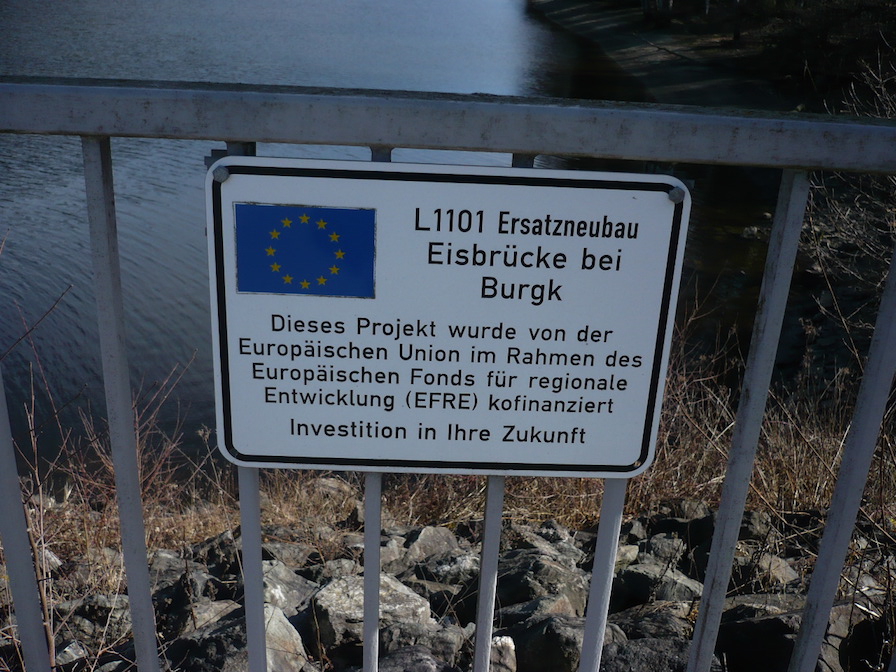 L1101 Ersatzneubau
Eisbrücke bei
Burgk
Dieses Projekt wurde von der
Europäischen Union im Rahmen des
Europäischen Fonds für regionale
Entwicklung (EFRE) kofinanziert
Investition in Ihre Zukunft